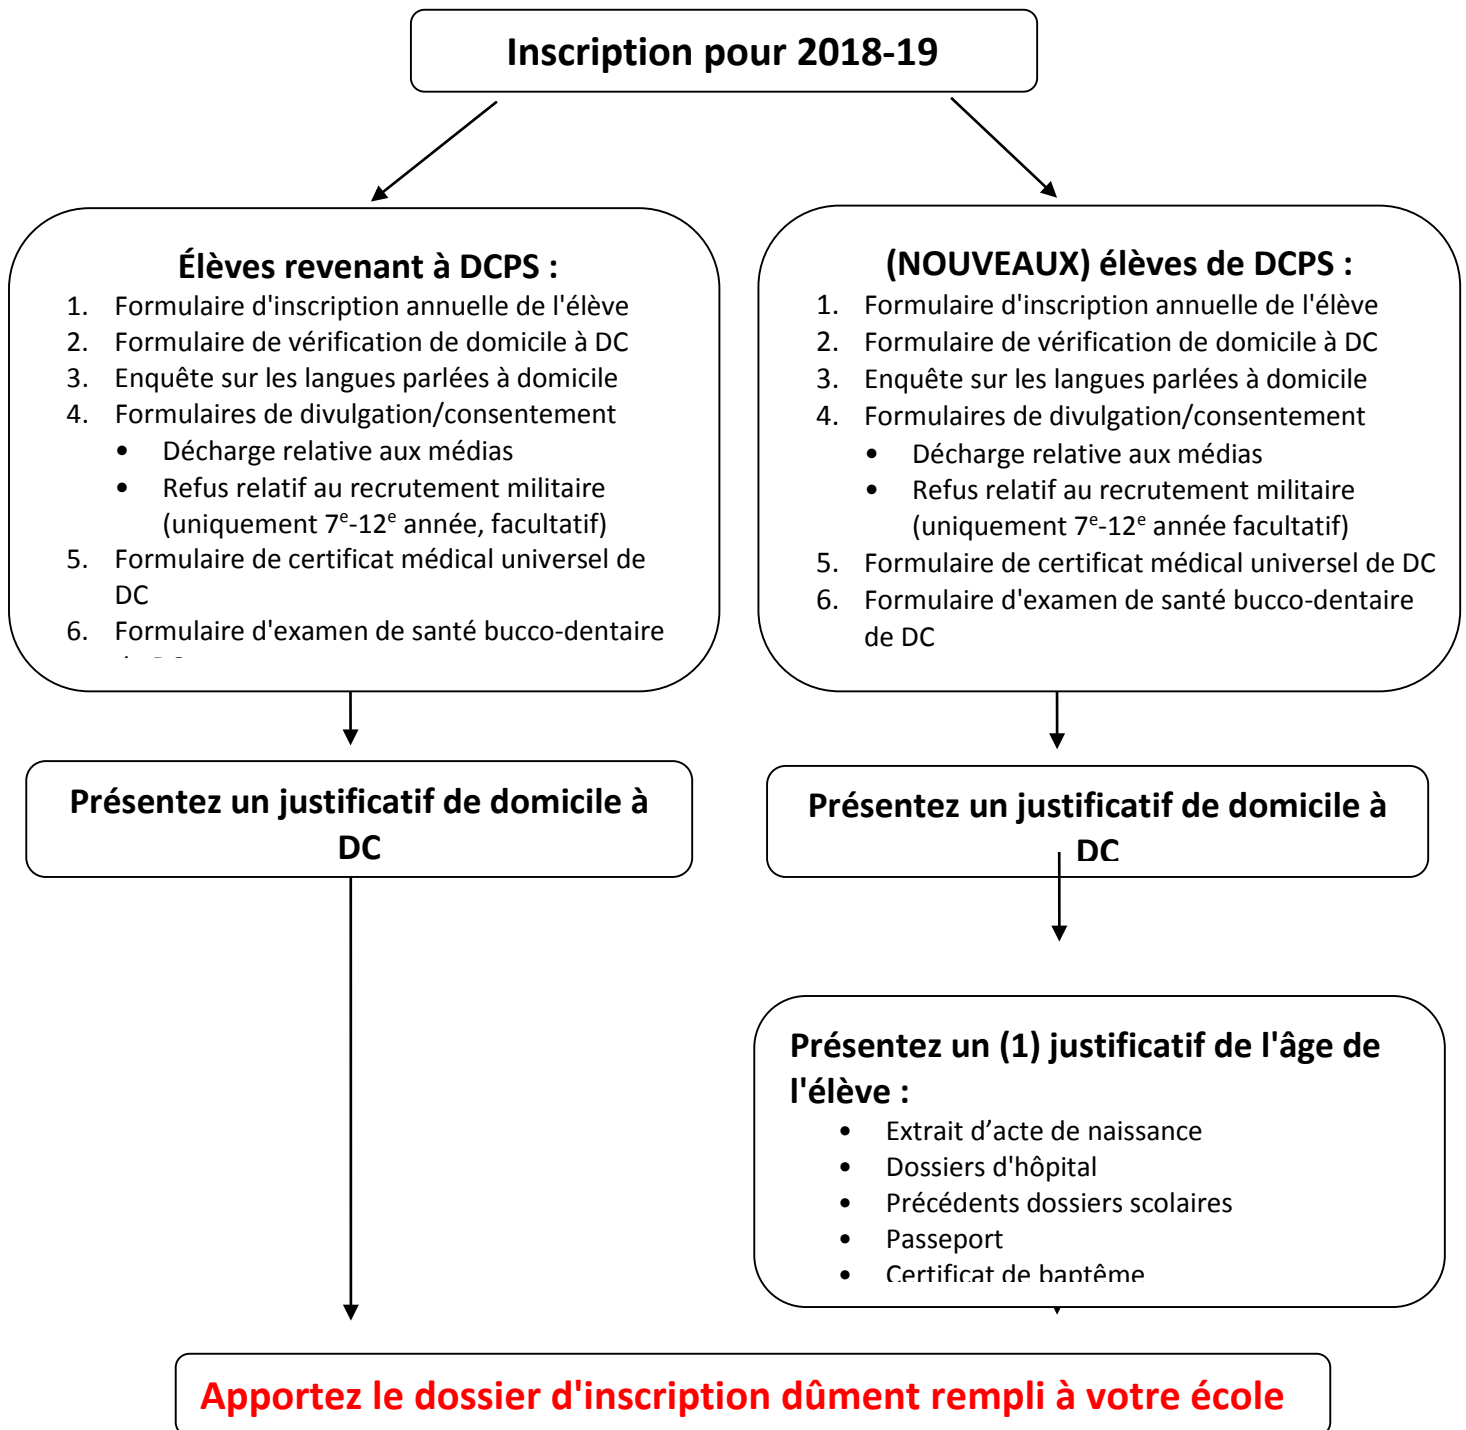 Inscription pour 2018-19
Élèves revenant à DCPS :
1. Formulaire d'inscription annuelle de l'élève
2. Formulaire de vérification de domicile à DC
3. Enquête sur les langues parlées à domicile
4. Formulaires de divulgation/consentement
• Décharge relative aux médias
• Refus relatif au recrutement militaire
(uniquement 7e-12e année, facultatif)
5. Formulaire de certificat médical universel de
DC
6. Formulaire d'examen de santé bucco-dentaire
(NOUVEAUX) élèves de DCPS :
1. Formulaire d'inscription annuelle de l'élève
2. Formulaire de vérification de domicile à DC
3. Enquête sur les langues parlées à domicile
4. Formulaires de divulgation/consentement
• Décharge relative aux médias
• Refus relatif au recrutement militaire
(uniquement 7e-12e année facultatif)
5. Formulaire de certificat médical universel de DC
6. Formulaire d'examen de santé bucco-dentaire
de DC
Présentez un justificatif de domicile à
DC
Présentez un justificatif de domicile à
DC
Présentez un (1) justificatif de l'âge de
l'élève :
• Extrait d’acte de naissance
• Dossiers d'hôpital
• Précédents dossiers scolaires
• Passeport
• Certificat de baptême
Apportez le dossier d'inscription dûment rempli à votre école